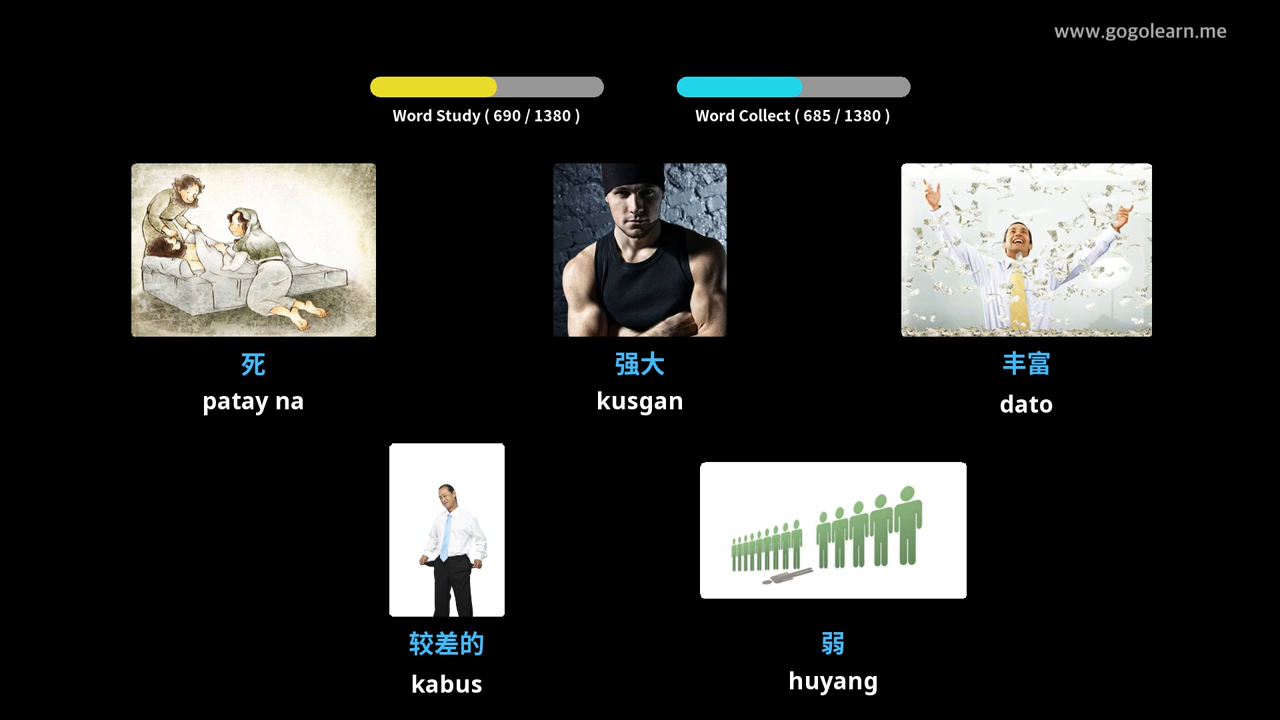 www.gogolearn.me
Word Study ( 690 / 1380 )
Word Collect ( 685 / 1380 )
死
patay na
强大
kusgan
丰富
dato
较差的
kabus
弱
huyang